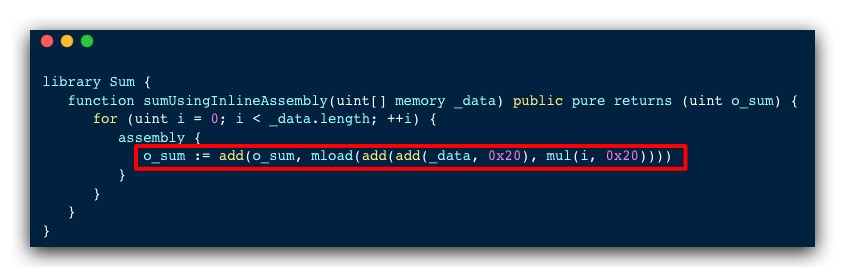 library Sum {
function sumUsingInlineAssembly(uint[] memory _data) public pure returns (uint o_sum) {
for (uint i = 0; i < _data.length; ++i) {
assembly {
o_sum := add(o_sum, mload(add(add(_data, 0x20), mul(i, 0x20))))
}
}
}
}